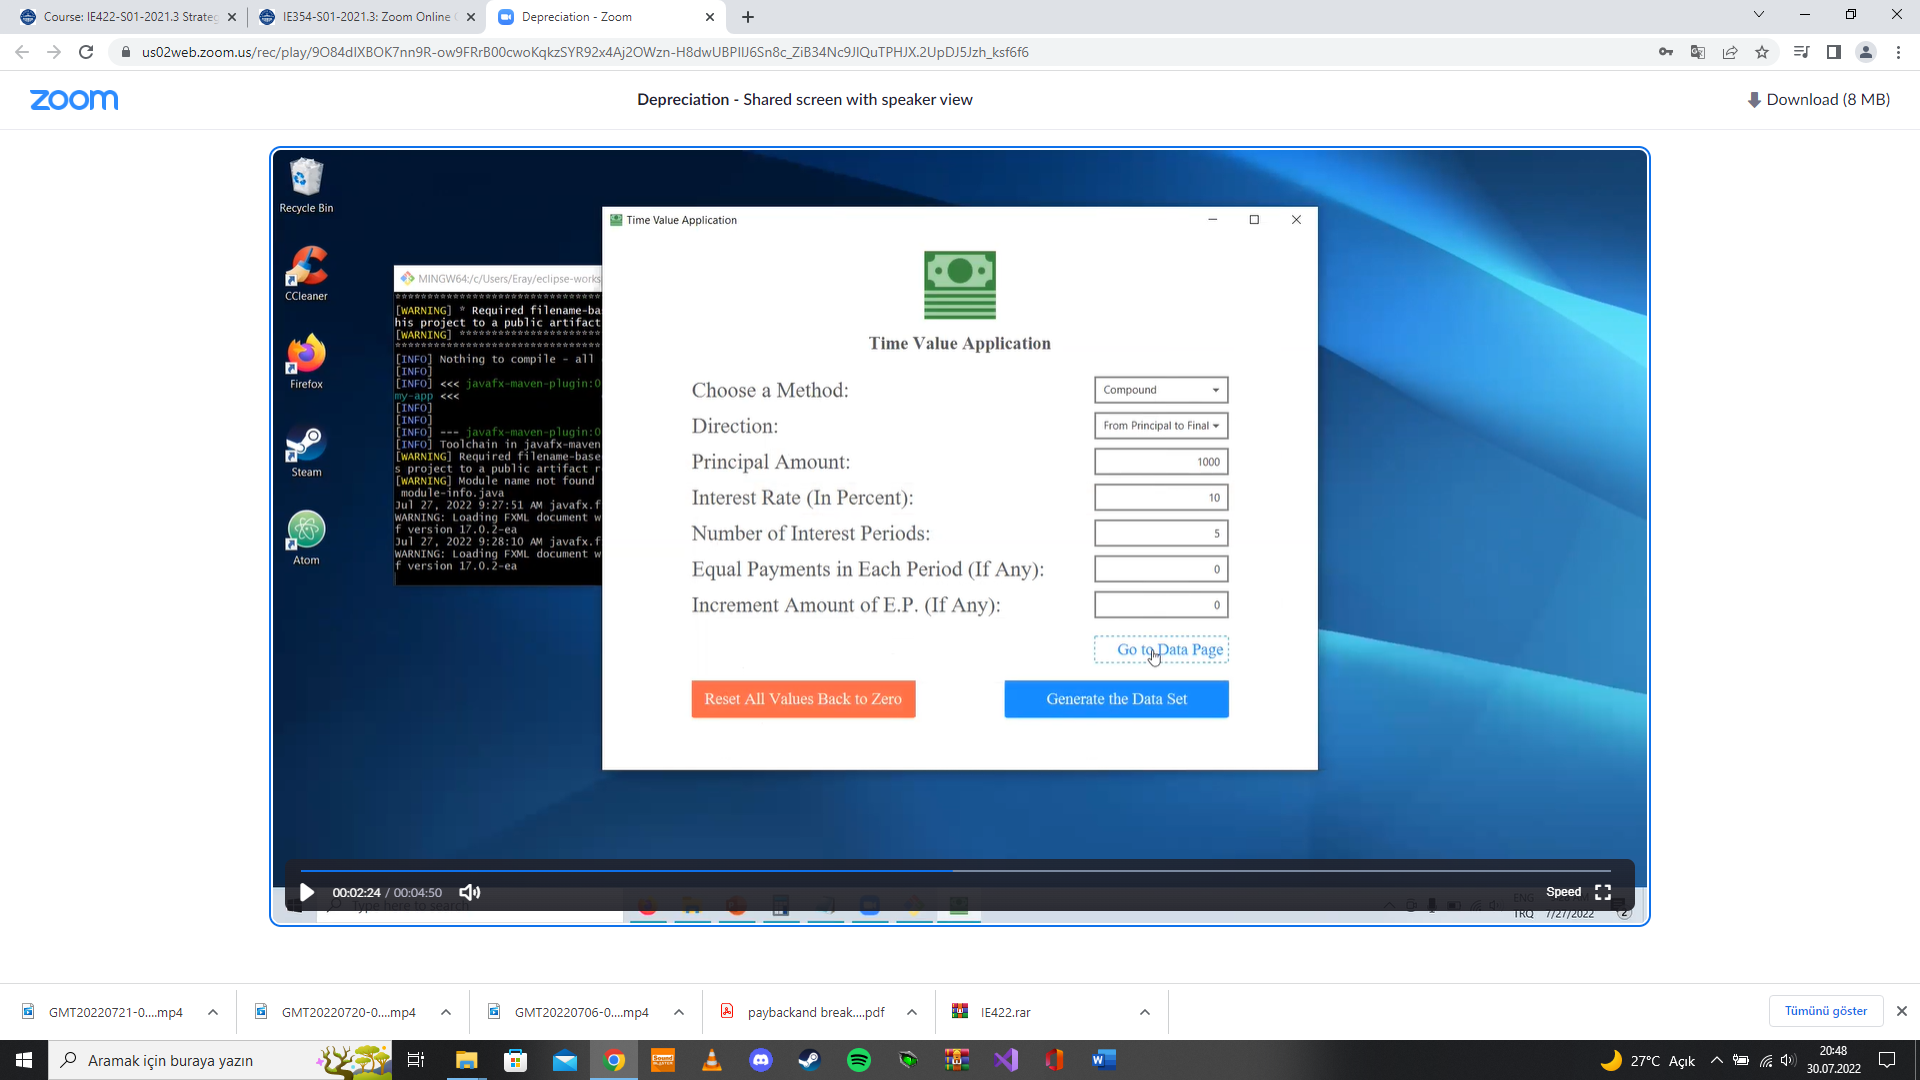 Course: IE422-S01-2021.3 Strate
IE354-S01-2021.3: Zoom Online
Depreciation - Zoom
us02web.zoom.us/rec/play/9O84dIXBOK7nn9R-ow9FRrB00cwoKqkzSYR92x4Aj2OWzn-H8dwUBPIlJ6Sn8c_ZiB34Nc9JlQuTPHJX.2UpDJ5Jzh_ksf6f6
zoom
Depreciation - Shared screen with speaker view
Download (8 MB)
Recycle Bin
CCleaner
Firefox
Steam
Atom
MINGW64:/c/Users/Eray/eclipse-works
[WARNING] * Required filename-ba
his project to a public artifact
[WARNING] ***********************
[INFO] Nothing to compile - all
[INFO]
[INFO] <<< javafx-maven-plugin:0
my-app <<<
[INFO]
[INFO]
[INFO] --- javafx-maven-plugin:0
[INFO] Toolchain in javafx-maven
[WARNING] Required filename-base
s project to a public artifact r
[WARNING] Module name not found
module-info.java
Jul 27, 2022 9:27:51 AM javafx.f
WARNING: Loading FXML document w
f version 17.0.2-ea
Jul 27, 2022 9:28:10 AM javafx.f
WARNING: Loading FXML document w
f version 17.0.2-ea
Time Value Application
Time Value Application
Choose a Method: Compound
Direction: From Principal to Final
Principal Amount: 1000
Interest Rate (In Percent): 10
Number of Interest Periods: 5
Equal Payments in Each Period (If Any): 0
Increment Amount of E.P. (If Any): 0
Go to Data Page
Reset All Values Back to Zero
Generate the Data Set
00:02:24 / 00:04:50
Speed
Type here to search
ENG
TRQ 7/27/2022
2
GMT20220721-0....mp4
GMT20220720-0....mp4
GMT20220706-0....mp4
paybackand break....pdf
IE422.rar
Tümünü göster
Aramak için buraya yazın
27°C Açık
20:48
30.07.2022